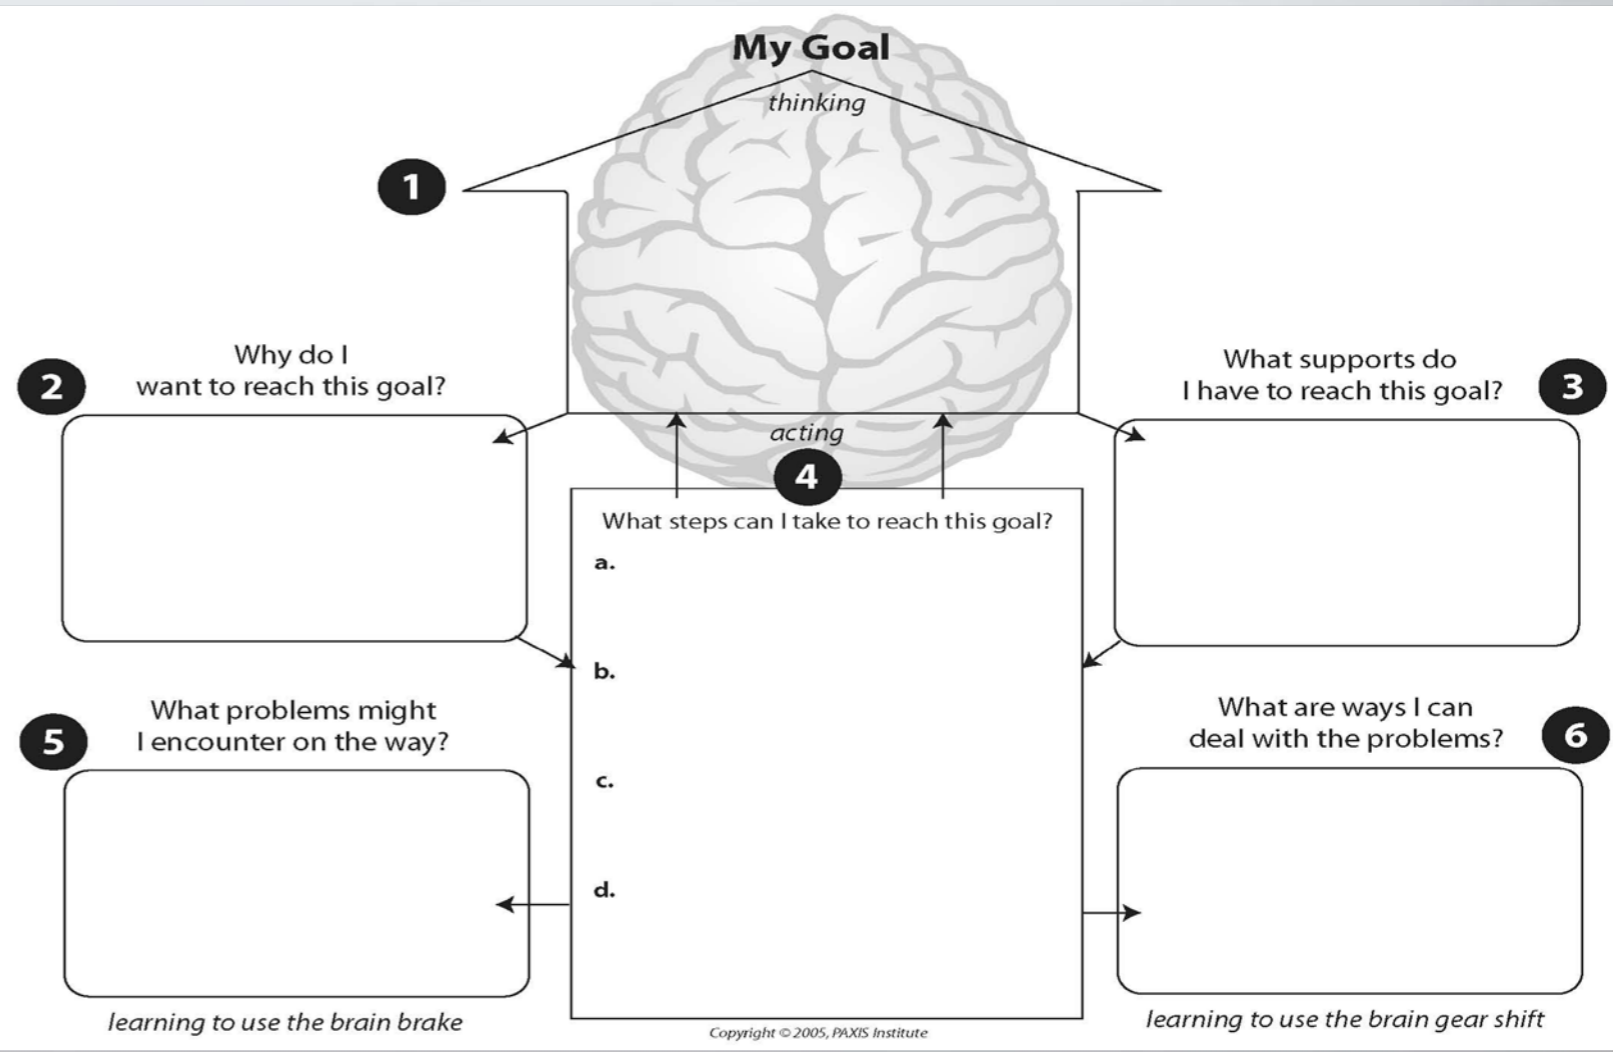 My Goal
thinking
1
2
Why do I
want to reach this goal?
What supports do
I have to reach this goal?
3
acting
4
What steps can I take to reach this goal?
a.
b.
c.
d.
5
What problems might
I encounter on the way?
What are ways I can
deal with the problems?
6
learning to use the brain brake
learning to use the brain gear shift
Copyright © 2005, PAXIS Institute